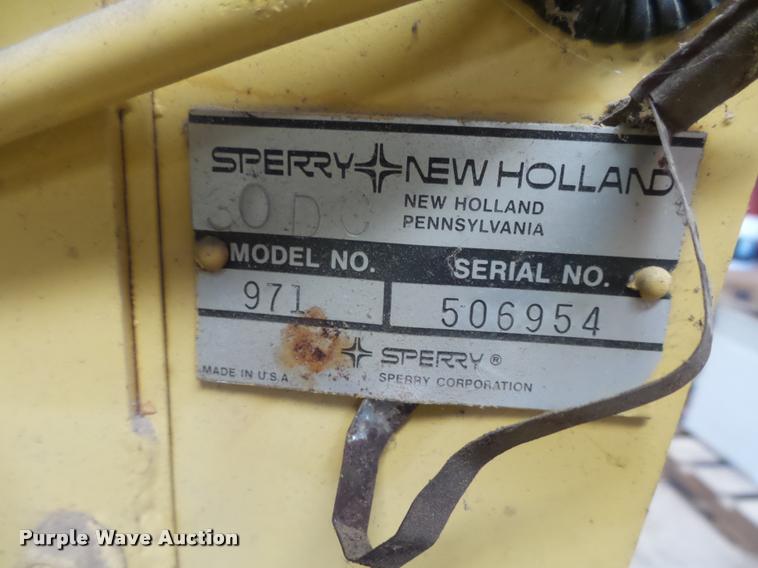 SPERRY NEW HOLLAND
NEW HOLLAND
PENNSYLVANIA
MODEL NO. SERIAL NO.
971 506954
SPERRY ®
MADE IN U.S.A SPERRY CORPORATION
Purple Wave Auction